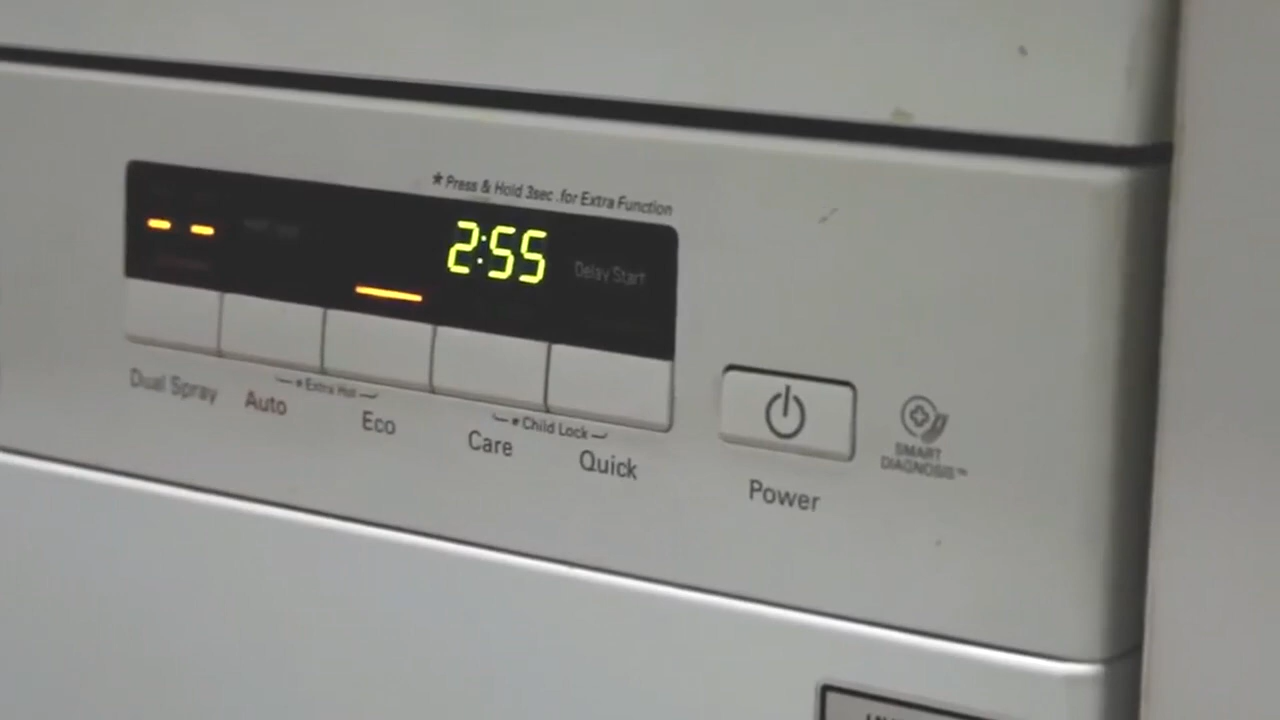 * Press & Hold 3sec .for Extra Function
2:55
Delay Start
Dual Spray
Auto
* Extra Hot
Eco
Care
* Child Lock
Quick
Power
SMART
DIAGNOSIS™